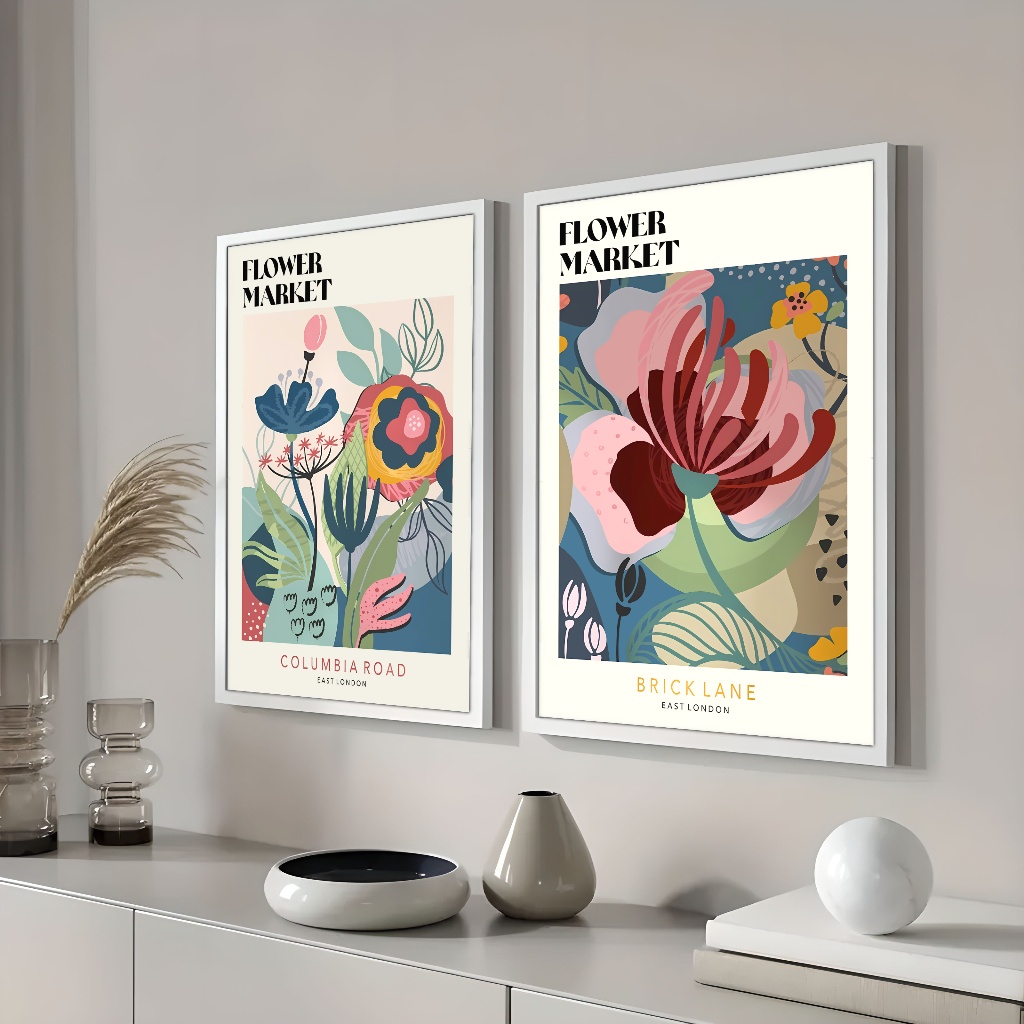 FLOWER
MARKET
COLUMBIA ROAD
EAST LONDON
FLOWER
MARKET
BRICK LANE
EAST LONDON